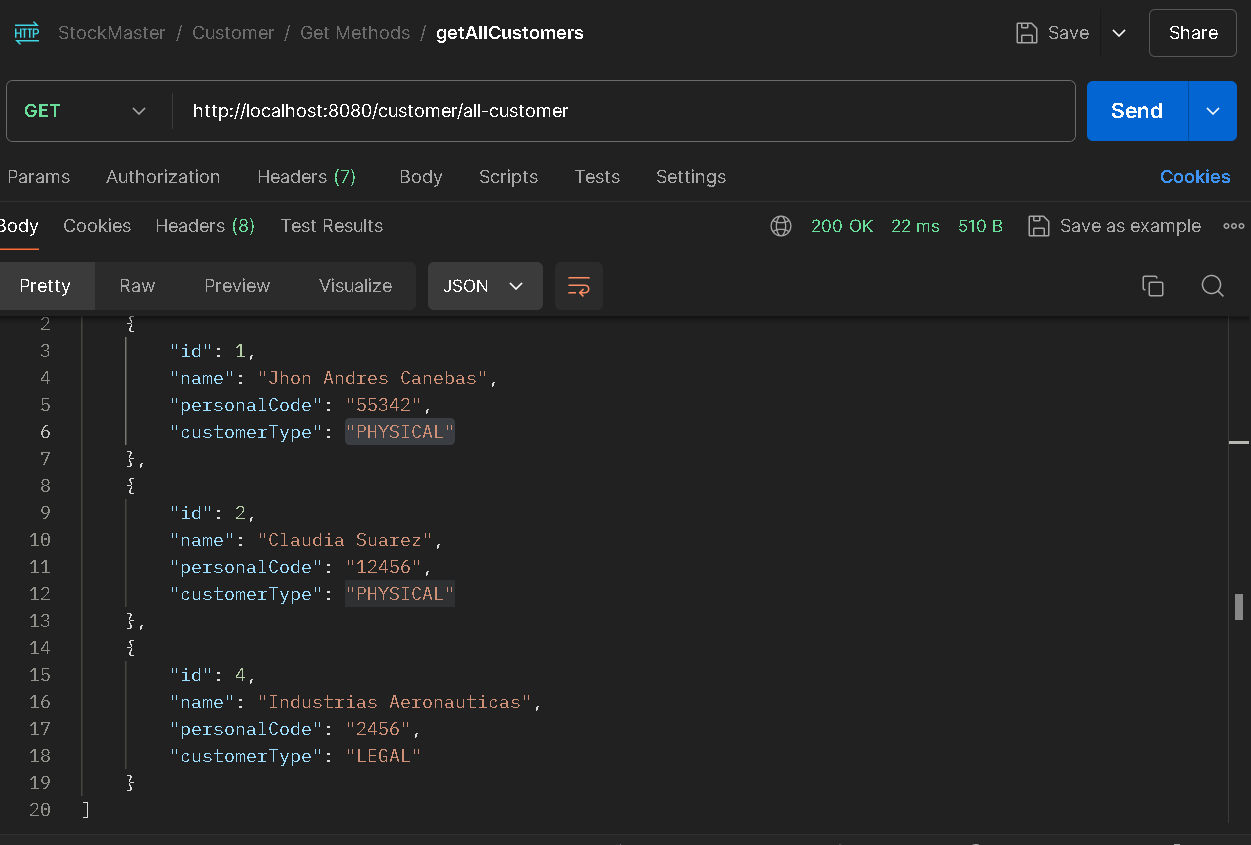 HTTP StockMaster / Customer / Get Methods / getAllCustomers Save Share
GET http://localhost:8080/customer/all-customer Send
Params Authorization Headers (7) Body Scripts Tests Settings Cookies
Body Cookies Headers (8) Test Results 200 OK 22 ms 510 B Save as example
Pretty Raw Preview Visualize JSON
2 {
3 "id": 1,
4 "name": "Jhon Andres Canebas",
5 "personalCode": "55342",
6 "customerType": "PHYSICAL"
7 },
8 {
9 "id": 2,
10 "name": "Claudia Suarez",
11 "personalCode": "12456",
12 "customerType": "PHYSICAL"
13 },
14 {
15 "id": 4,
16 "name": "Industrias Aeronauticas",
17 "personalCode": "2456",
18 "customerType": "LEGAL"
19 }
20 ]